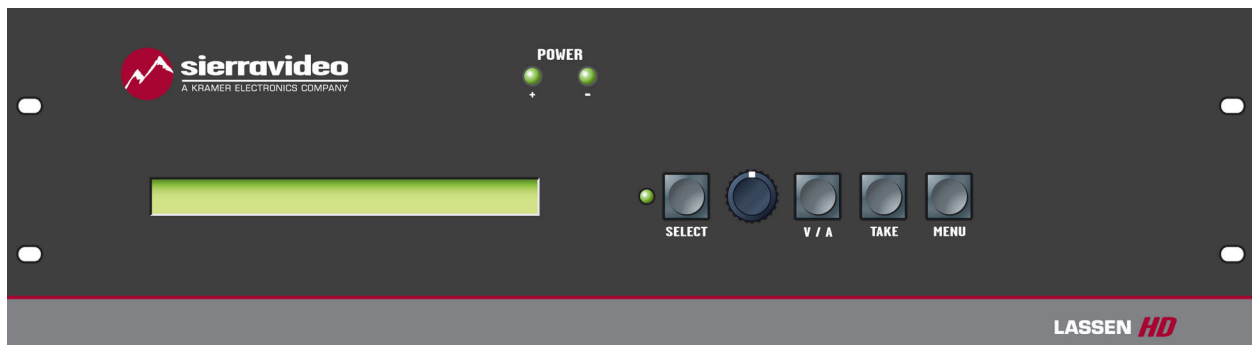 sierravideo
A KRAMER ELECTRONICS COMPANY
POWER
+ -
SELECT V / A TAKE MENU
LASSEN HD